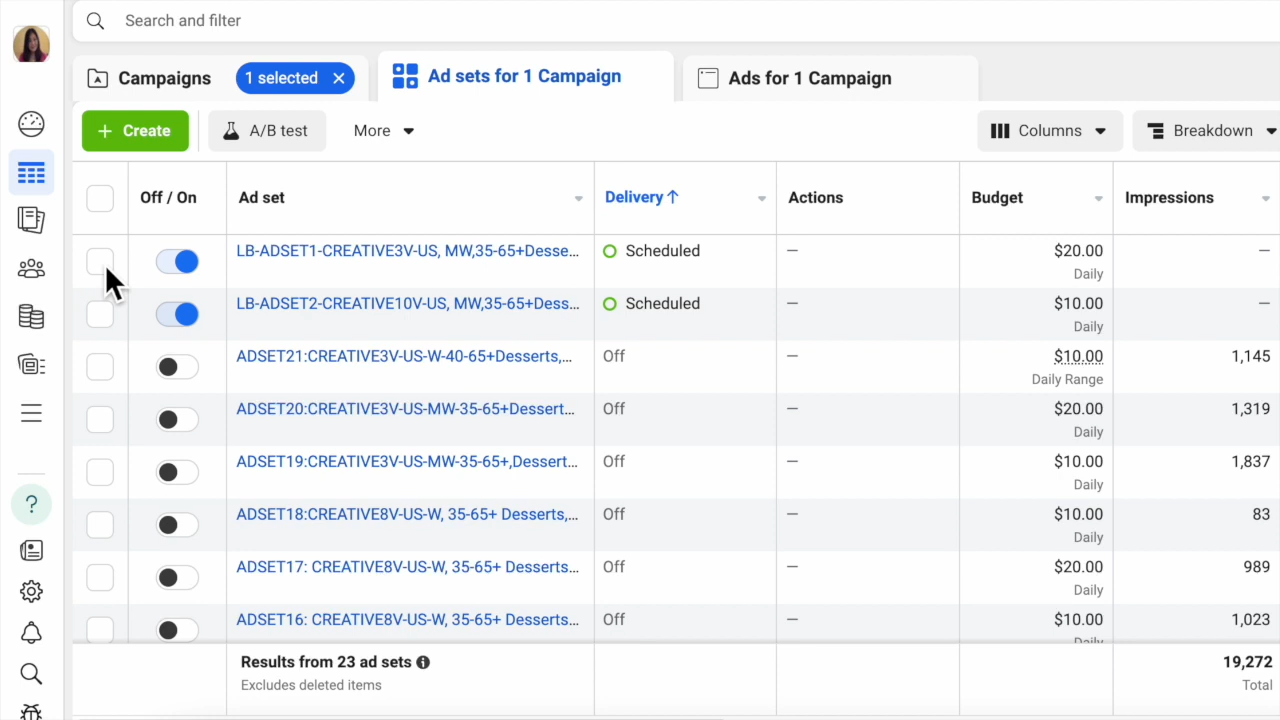 Search and filter
Campaigns 1 selected
Ad sets for 1 Campaign
Ads for 1 Campaign
+ Create
A/B test
More
Columns
Breakdown
Off / On
Ad set
Delivery ↑
Actions
Budget
Impressions
LB-ADSET1-CREATIVE3V-US, MW,35-65+Desse... Scheduled — $20.00 —
Daily
LB-ADSET2-CREATIVE10V-US, MW,35-65+Dess... Scheduled — $10.00 —
Daily
ADSET21:CREATIVE3V-US-W-40-65+Desserts,... Off — $10.00 1,145
Daily Range
ADSET20:CREATIVE3V-US-MW-35-65+Dessert... Off — $20.00 1,319
Daily
ADSET19:CREATIVE3V-US-MW-35-65+,Dessert... Off — $10.00 1,837
Daily
ADSET18:CREATIVE8V-US-W, 35-65+ Desserts,... Off — $10.00 83
Daily
ADSET17: CREATIVE8V-US-W, 35-65+ Desserts... Off — $20.00 989
Daily
ADSET16: CREATIVE8V-US-W, 35-65+ Desserts... Off — $10.00 1,023
Daily
Results from 23 ad sets 19,272
Excludes deleted items Total
?